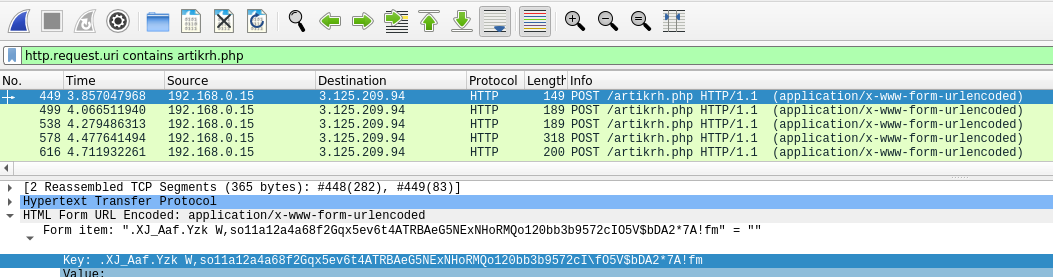 http.request.uri contains artikrh.php
No. Time Source Destination Protocol Length Info
449 3.857047968 192.168.0.15 3.125.209.94 HTTP 149 POST /artikrh.php HTTP/1.1 (application/x-www-form-urlencoded)
499 4.066511940 192.168.0.15 3.125.209.94 HTTP 189 POST /artikrh.php HTTP/1.1 (application/x-www-form-urlencoded)
538 4.279486313 192.168.0.15 3.125.209.94 HTTP 189 POST /artikrh.php HTTP/1.1 (application/x-www-form-urlencoded)
578 4.477641494 192.168.0.15 3.125.209.94 HTTP 318 POST /artikrh.php HTTP/1.1 (application/x-www-form-urlencoded)
616 4.711932261 192.168.0.15 3.125.209.94 HTTP 200 POST /artikrh.php HTTP/1.1 (application/x-www-form-urlencoded)
[2 Reassembled TCP Segments (365 bytes): #448(282), #449(83)]
Hypertext Transfer Protocol
HTML Form URL Encoded: application/x-www-form-urlencoded
Form item: ".XJ_Aaf.Yzk W,so11a12a4a68f2Gqx5ev6t4ATRBAeG5NExNHoRMQo120bb3b9572cIO5V$bDA2*7A!fm" = ""
Key: .XJ_Aaf.Yzk W,so11a12a4a68f2Gqx5ev6t4ATRBAeG5NExNHoRMQo120bb3b9572cI\fO5V$bDA2*7A!fm
Value: